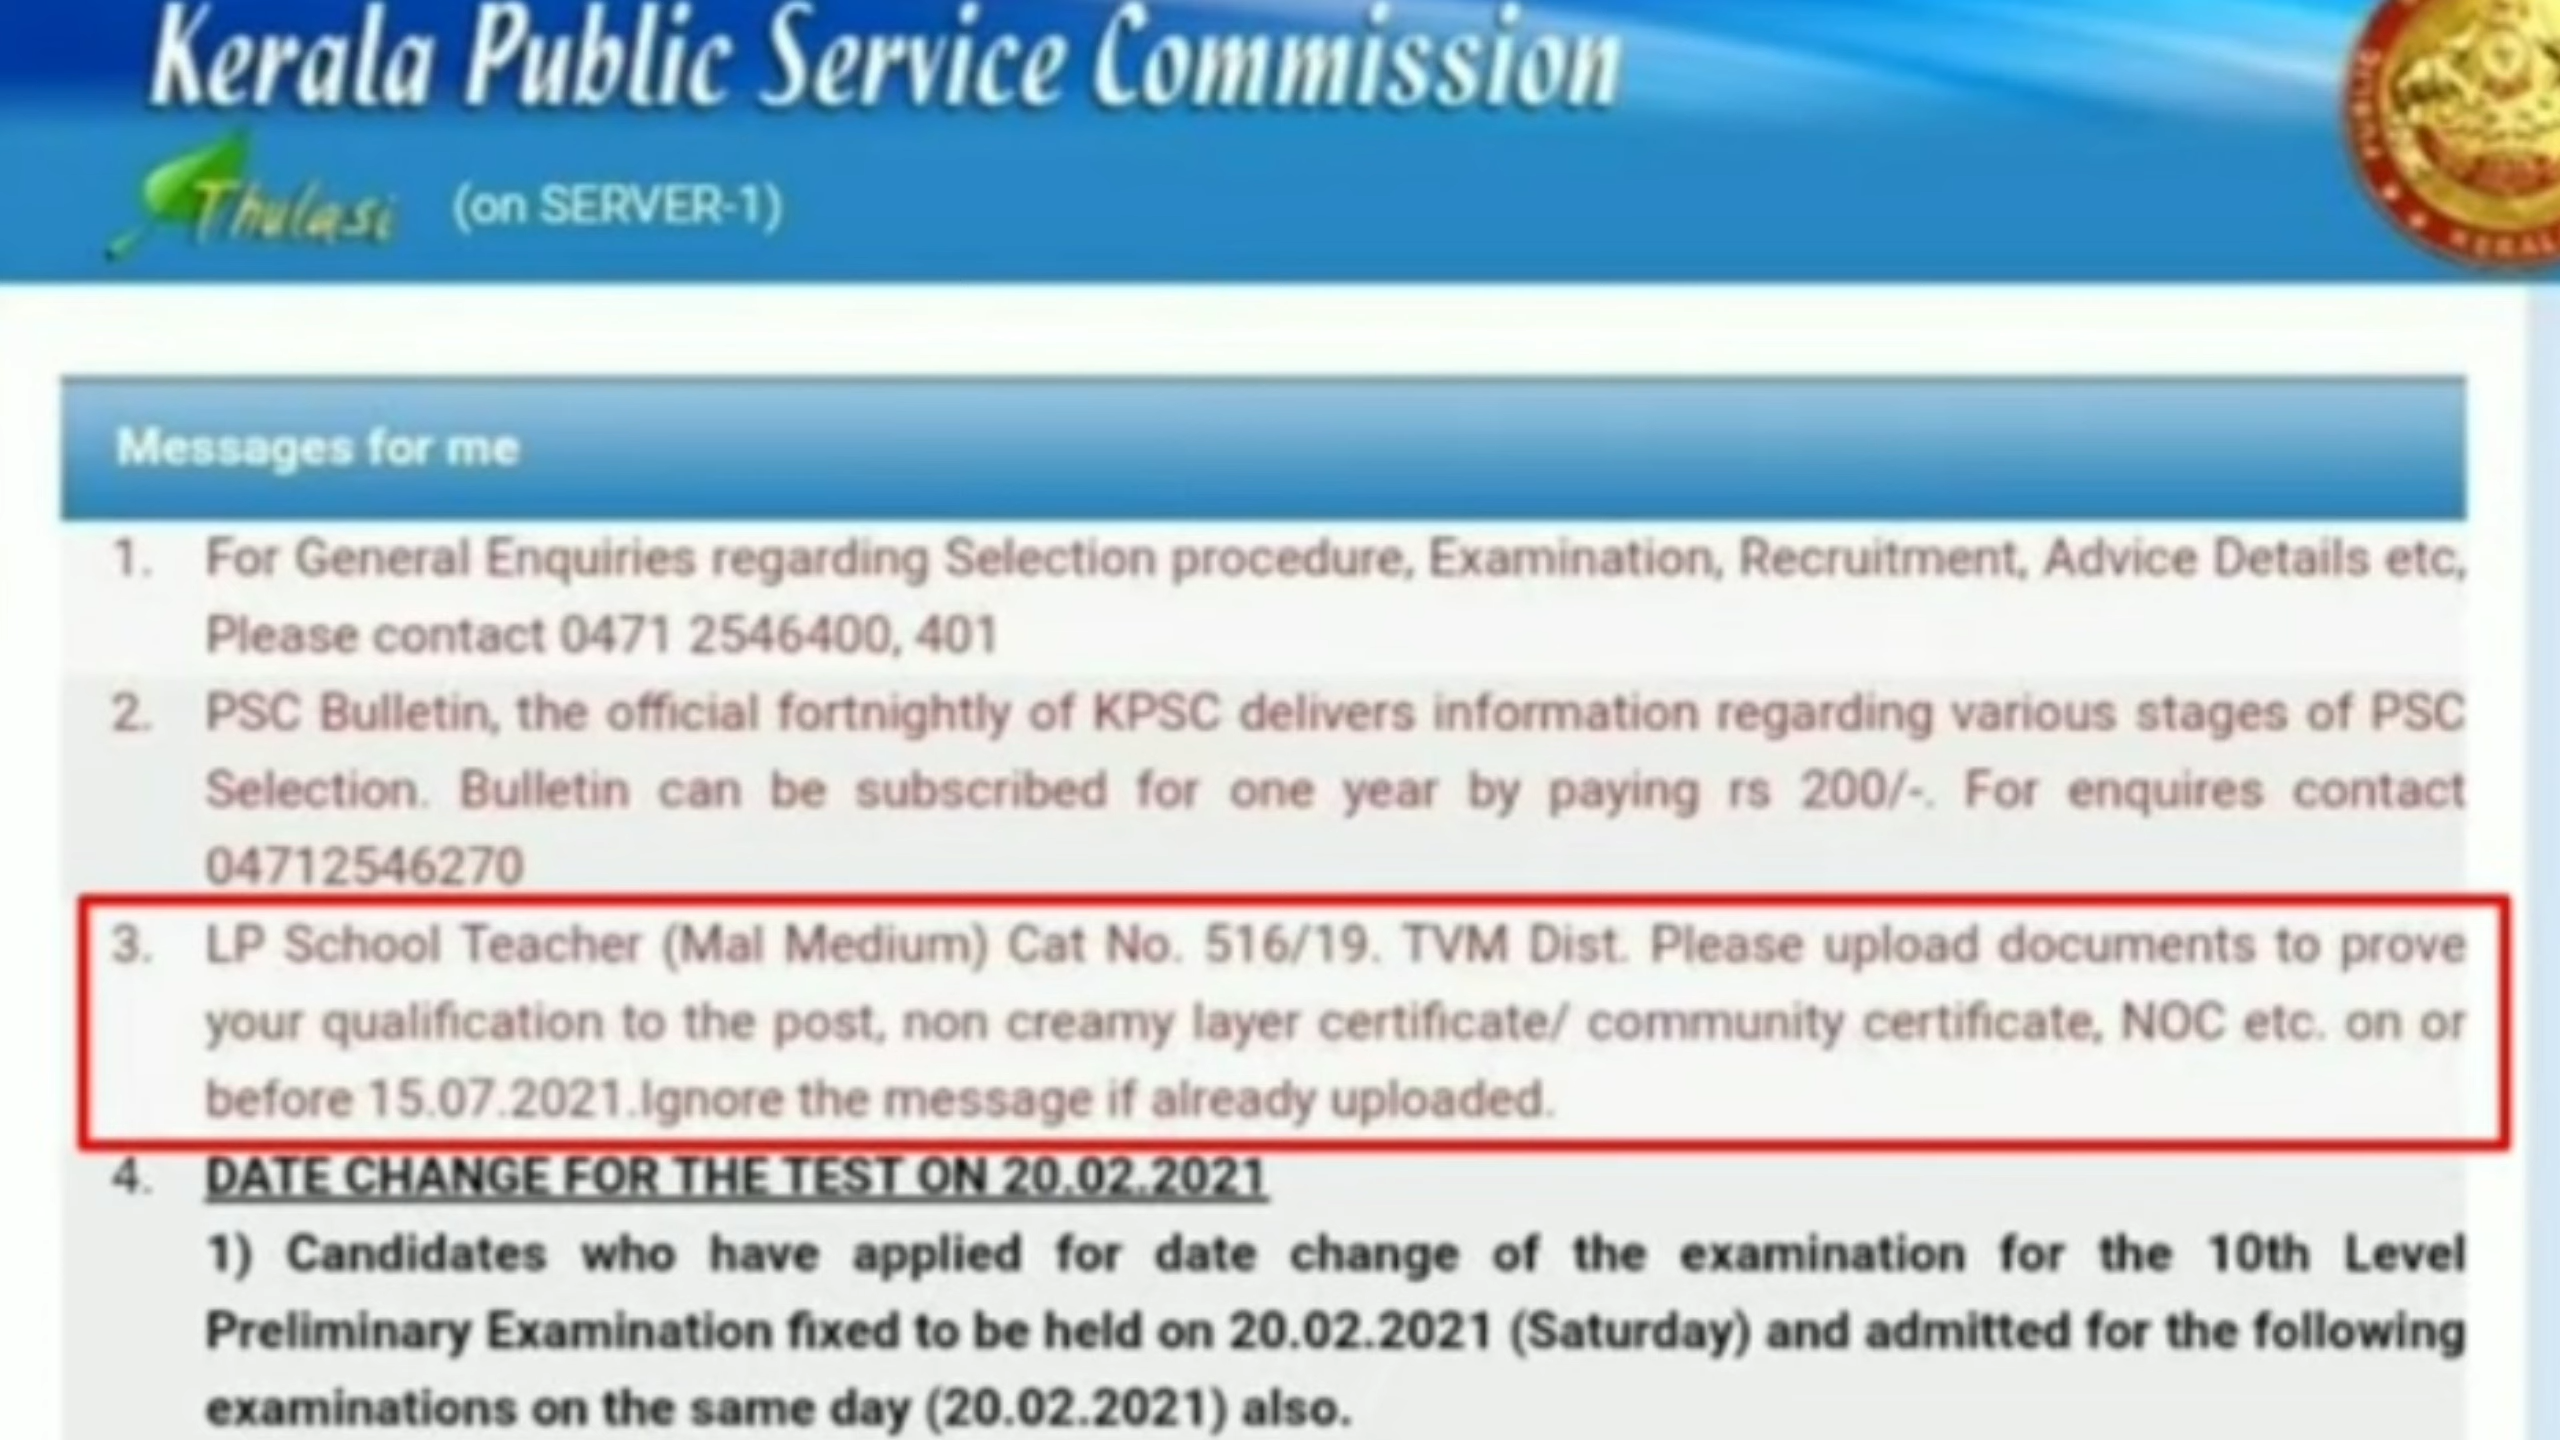 Kerala Public Service Commission
Thulasi (on SERVER-1)
PUBLIC
KERAL
Messages for me
1. For General Enquiries regarding Selection procedure, Examination, Recruitment, Advice Details etc,
Please contact 0471 2546400, 401
2. PSC Bulletin, the official fortnightly of KPSC delivers information regarding various stages of PSC
Selection. Bulletin can be subscribed for one year by paying rs 200/-. For enquires contact
04712546270
3. LP School Teacher (Mal Medium) Cat No. 516/19. TVM Dist. Please upload documents to prove
your qualification to the post, non creamy layer certificate/ community certificate, NOC etc. on or
before 15.07.2021.Ignore the message if already uploaded.
4. DATE CHANGE FOR THE TEST ON 20.02.2021
1) Candidates who have applied for date change of the examination for the 10th Level
Preliminary Examination fixed to be held on 20.02.2021 (Saturday) and admitted for the following
examinations on the same day (20.02.2021) also.